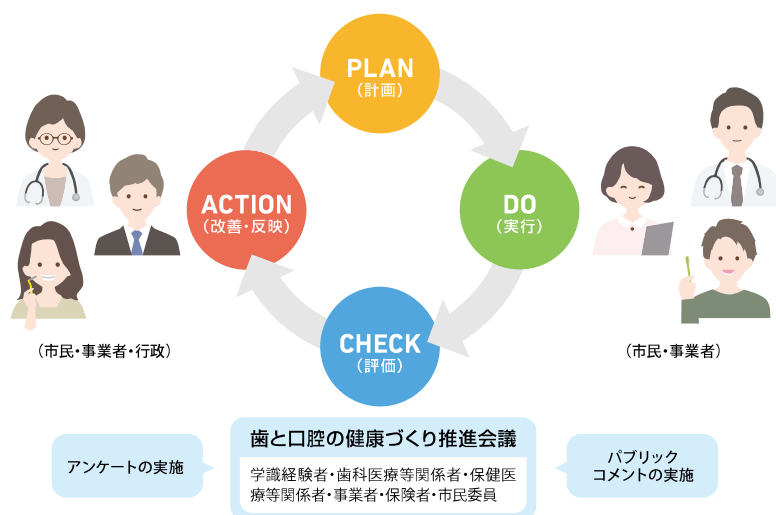 PLAN
（計画）
ACTION
（改善・反映）
DO
（実行）
CHECK
（評価）
（市民・事業者・行政）
（市民・事業者）
歯と口腔の健康づくり推進会議
学識経験者・歯科医療等関係者・保健医
療等関係者・事業者・保険者・市民委員
アンケートの実施
パブリック
コメントの実施